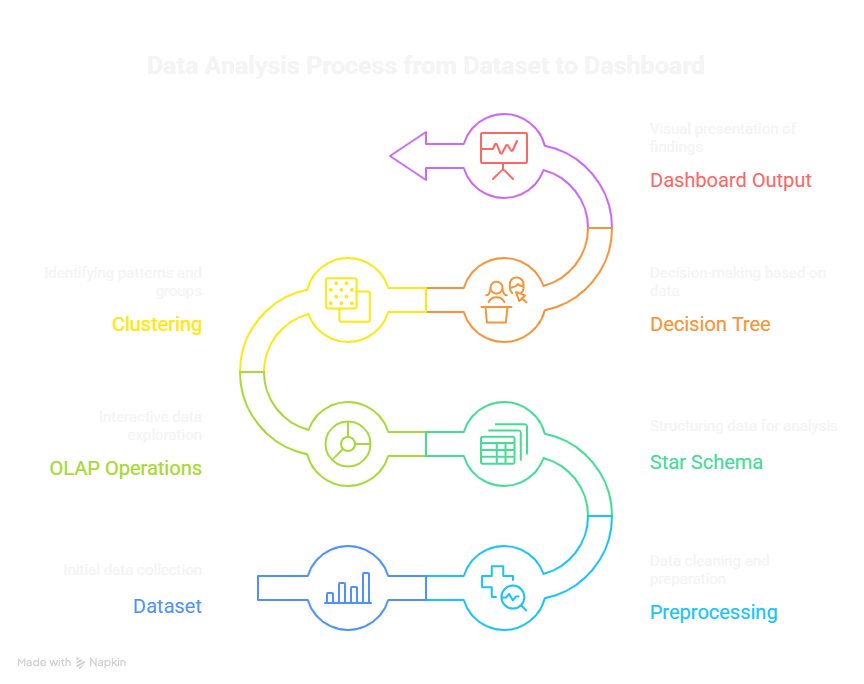 Data Analysis Process from Dataset to Dashboard
Visual presentation of
findings
Dashboard Output
Identifying patterns and
groups
Clustering
Decision-making based on
data
Decision Tree
Interactive data
exploration
OLAP Operations
Structuring data for analysis
Star Schema
Initial data collection
Dataset
Data cleaning and
preparation
Preprocessing
Made with Napkin